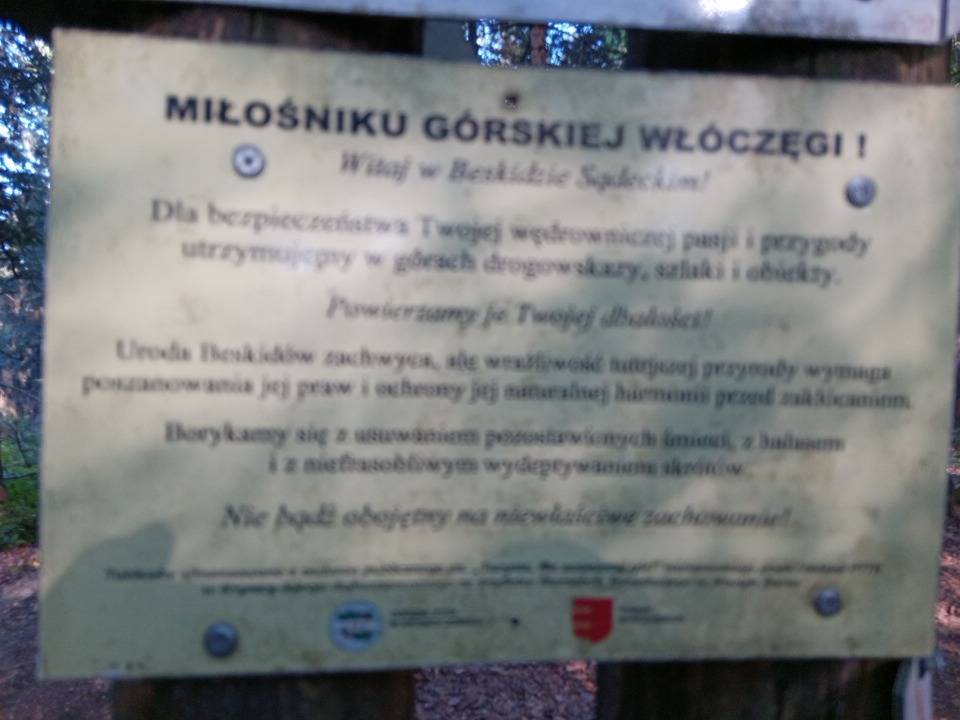 MIŁOŚNIKU GÓRSKIEJ WŁÓCZĘGI !
Witaj w Beskidzie Sądeckim!
Dla bezpieczeństwa Twojej wędrowniczej pasji i przygody
utrzymujemy w górach drogowskazy, szlaki i obiekty.
Powierzamy je Twojej dbałości!
Uroda Beskidów zachwyca, ale wrażliwość tutejszej przyrody wymaga
poszanowania jej praw i ochrony jej naturalnej harmonii przed zakłóceniem.
Borykamy się z usuwaniem pozostawionych śmieci, z hałasem
i z niefrasobliwym wydeptywaniem skrótów.
Nie bądź obojętny na niewłaściwe zachowanie!